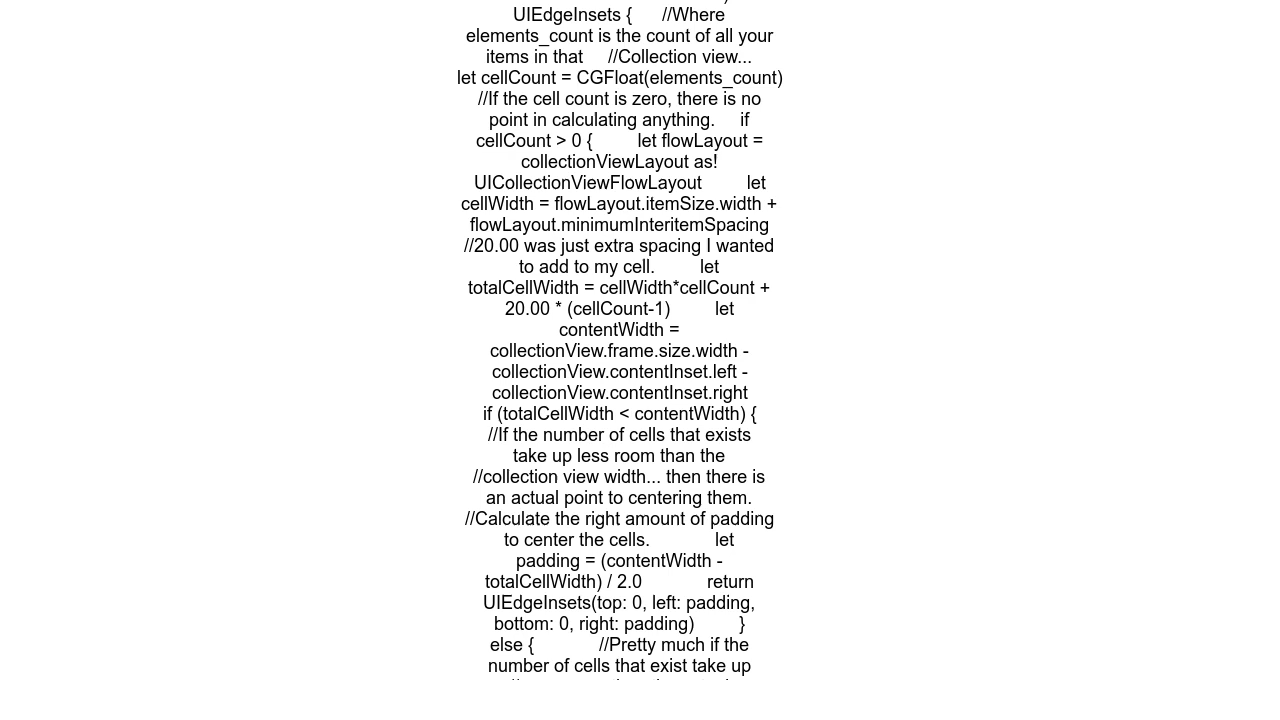 UIEdgeInsets {      //Where
elements_count is the count of all your
items in that     //Collection view...
let cellCount = CGFloat(elements_count)
//If the cell count is zero, there is no
point in calculating anything.     if
cellCount > 0 {         let flowLayout =
collectionViewLayout as!
UICollectionViewFlowLayout         let
cellWidth = flowLayout.itemSize.width +
flowLayout.minimumInteritemSpacing
//20.00 was just extra spacing I wanted
to add to my cell.         let
totalCellWidth = cellWidth*cellCount +
20.00 * (cellCount-1)         let
contentWidth =
collectionView.frame.size.width -
collectionView.contentInset.left -
collectionView.contentInset.right
if (totalCellWidth < contentWidth) {
//If the number of cells that exists
take up less room than the
//collection view width... then there is
an actual point to centering them.
//Calculate the right amount of padding
to center the cells.             let
padding = (contentWidth -
totalCellWidth) / 2.0             return
UIEdgeInsets(top: 0, left: padding,
bottom: 0, right: padding)         }
else {             //Pretty much if the
number of cells that exist take up